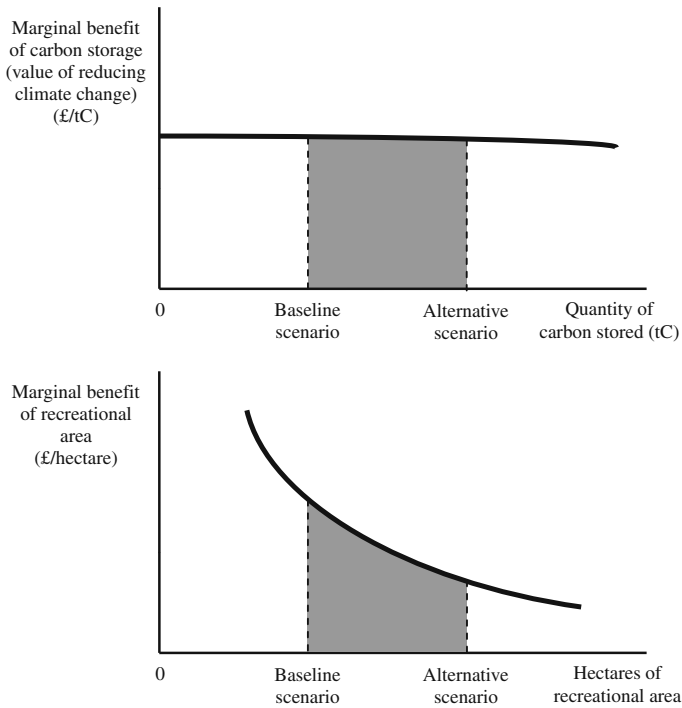 Marginal benefit
of carbon storage
(value of reducing
climate change)
(£/tC)
0
Baseline
scenario
Alternative
scenario
Quantity of
carbon stored (tC)
Marginal benefit
of recreational
area
(£/hectare)
0
Baseline
scenario
Alternative
scenario
Hectares of
recreational area